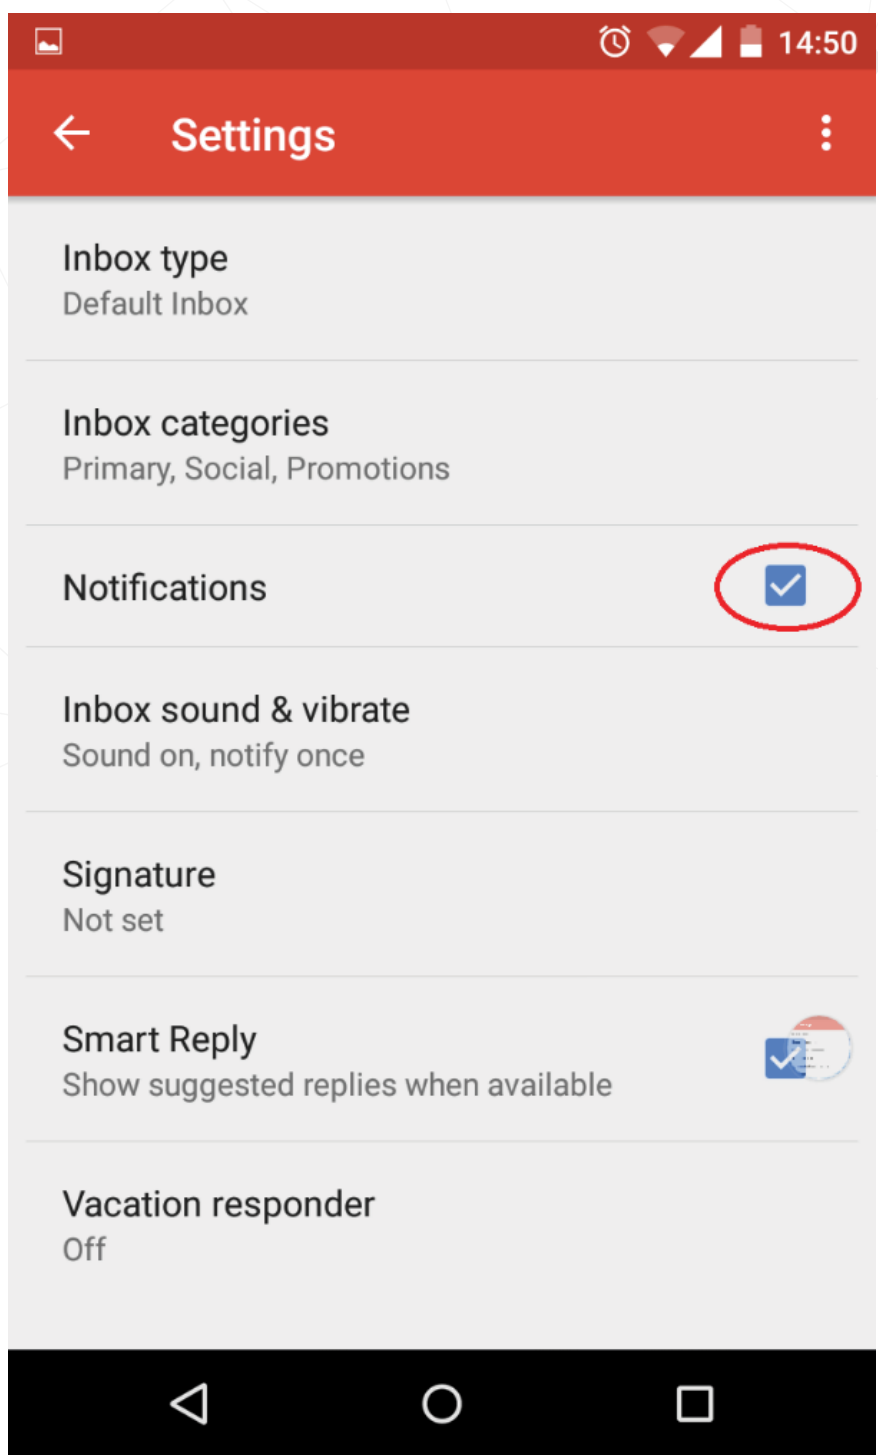 14:50
Settings
Inbox type
Default Inbox
Inbox categories
Primary, Social, Promotions
Notifications
Inbox sound & vibrate
Sound on, notify once
Signature
Not set
Smart Reply
Show suggested replies when available
Vacation responder
Off